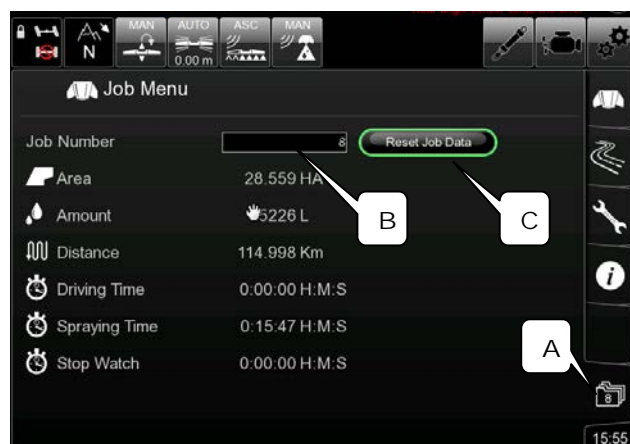 MAN AUTO ASC MAN
N 0.00 m
Job Menu
Job Number 8 Reset Job Data
Area 28.559 HA
Amount 5226 L
B C
Distance 114.998 Km
Driving Time 0:00:00 H:M:S
Spraying Time 0:15:47 H:M:S
A
Stop Watch 0:00:00 H:M:S
8
15:55